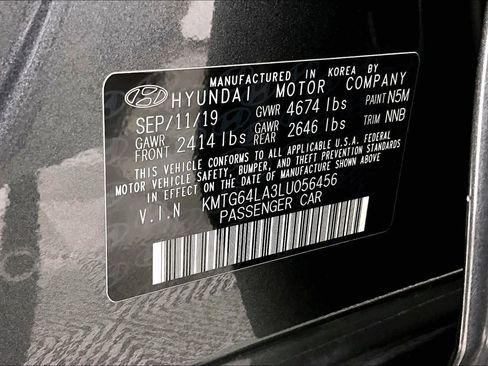 MANUFACTURED IN KOREA BY
HYUNDAI MOTOR COMPANY
SEP/11/19 GVWR 4674 lbs PAINT N5M
GAWR FRONT 2414 lbs GAWR REAR 2646 lbs TRIM NNB
THIS VEHICLE CONFORMS TO ALL APPLICABLE U.S.A. FEDERAL
MOTOR VEHICLE SAFETY, BUMPER, AND THEFT PREVENTION STANDARDS
IN EFFECT ON THE DATE OF MANUFACTURE SHOWN ABOVE.
V.I.N KMTG64LA3LU056456
PASSENGER CAR